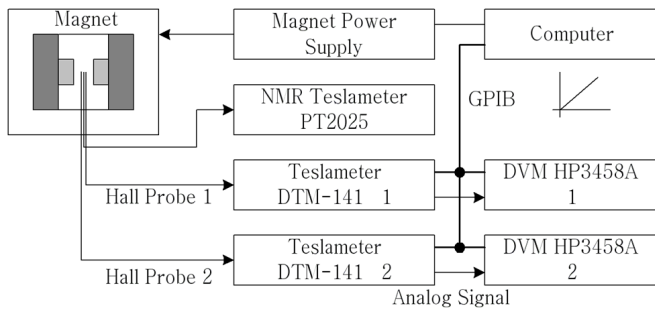 Magnet
Magnet Power
Supply
Computer
NMR Teslameter
PT2025
GPIB
Hall Probe 1
Teslameter
DTM-141 1
DVM HP3458A
1
Hall Probe 2
Teslameter
DTM-141 2
DVM HP3458A
2
Analog Signal